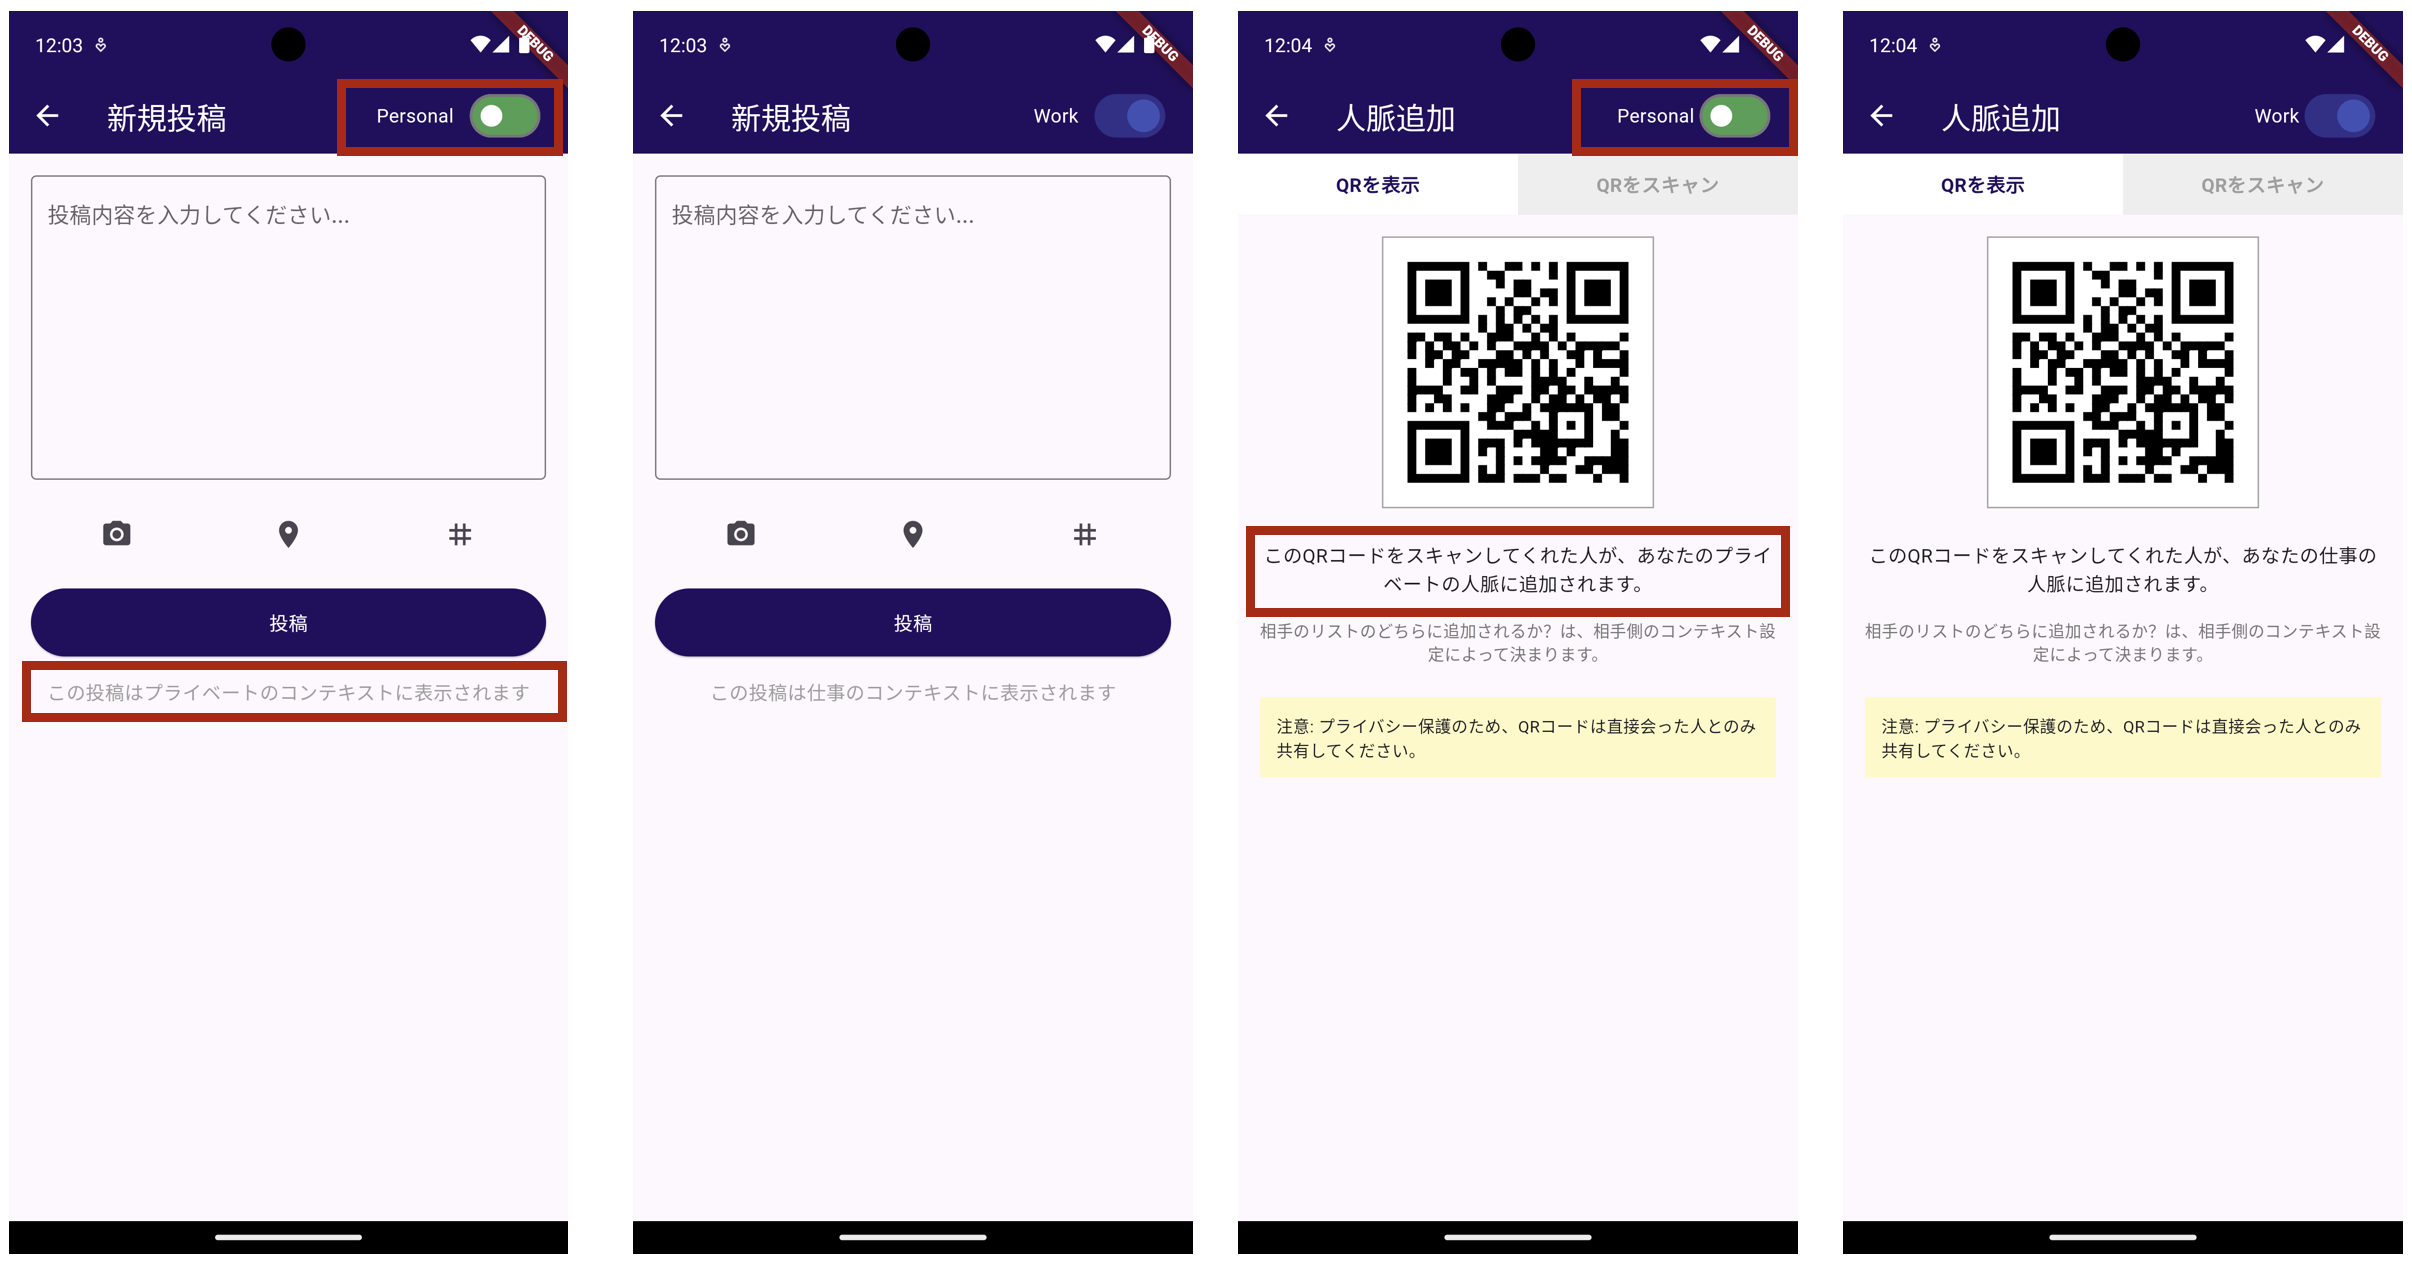 12:03
DEBUG
新規投稿
Personal
投稿内容を入力してください...
投稿
この投稿はプライベートのコンテキストに表示されます
12:03
DEBUG
新規投稿
Work
投稿内容を入力してください...
投稿
この投稿は仕事のコンテキストに表示されます
12:04
DEBUG
人脈追加
Personal
QRを表示
QRをスキャン
このQRコードをスキャンしてくれた人が、あなたのプライ
ベートの人脈に追加されます。
相手のリストのどちらに追加されるか? は、相手側のコンテキスト設
定によって決まります。
注意: プライバシー保護のため、QRコードは直接会った人とのみ
共有してください。
12:04
DEBUG
人脈追加
Work
QRを表示
QRをスキャン
このQRコードをスキャンしてくれた人が、あなたの仕事の
人脈に追加されます。
相手のリストのどちらに追加されるか? は、相手側のコンテキスト設
定によって決まります。
注意: プライバシー保護のため、QRコードは直接会った人とのみ
共有してください。